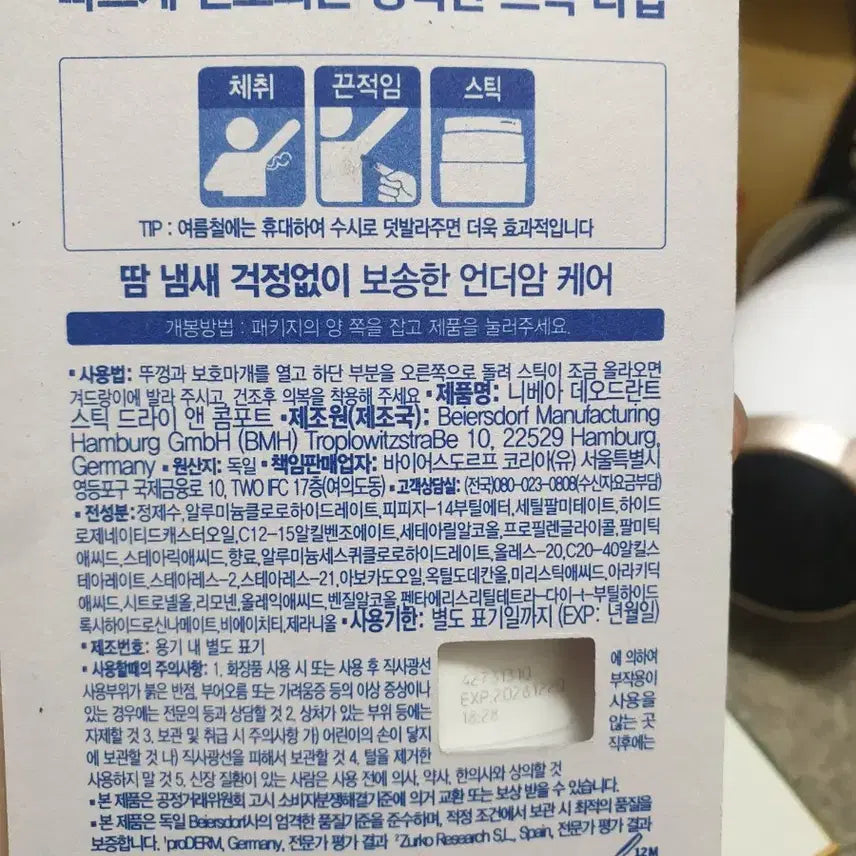 체취 끈적임 스틱
TIP : 여름철에는 휴대하여 수시로 덧발라주면 더욱 효과적입니다
땀 냄새 걱정없이 보송한 언더암 케어
개봉방법 : 패키지의 양 쪽을 잡고 제품을 눌러주세요.
▪사용법: 뚜껑과 보호마개를 열고 하단 부분을 오른쪽으로 돌려 스틱이 조금 올라오면
겨드랑이에 발라 주시고, 건조후 의복을 착용해 주세요 ▪제품명: 니베아 데오드란트
스틱 드라이 앤 콤포트 ▪제조원(제조국): Beiersdorf Manufacturing
Hamburg GmbH (BMH) TroplowitzstraBe 10, 22529 Hamburg,
Germany ▪원산지: 독일 ▪책임판매업자: 바이어스도르프 코리아(유) 서울특별시
영등포구 국제금융로 10, TWO IFC 17층(여의도동) ▪고객상담실: (전국)080-023-0808(수신자요금부담)
▪전성분: 정제수,알루미늄클로로하이드레이트,피피지-14부틸에터,세틸팔미테이트,하이드
로제네이티드캐스터오일,C12-15알킬벤조에이트,세테아릴알코올,프로필렌글라이콜,팔미틱
애씨드,스테아릭애씨드,향료,알루미늄세스퀴클로로하이드레이트,올레스-20,C20-40알킬스
테아레이트,스테아레스-2,스테아레스-21,아보카도오일,옥틸도데칸올,미리스틱애씨드,아라키딕
애씨드,시트로넬올,리모넨,올레익애씨드,벤질알코올,펜타에리스리틸테트라-다이-t-부틸하이드
록시하이드로신나메이트,비에이치티,제라니올 ▪사용기한: 별도 표기일까지 (EXP: 년월일)
▪제조번호: 용기 내 별도 표기
▪사용할때의 주의사항: 1. 화장품 사용 시 또는 사용 후 직사광선 에 의하여
사용부위가 붉은 반점, 부어오름 또는 가려움증 등의 이상 증상이나 부작용이
있는 경우에는 전문의 등과 상담할 것 2. 상처가 있는 부위 등에는 사용을
자제할 것 3. 보관 및 취급 시 주의사항 가) 어린이의 손이 닿지 않는 곳
에 보관할 것 나) 직사광선을 피해서 보관할 것 4. 털을 제거한 직후에는
사용하지 말 것 5. 신장 질환이 있는 사람은 사용 전에 의사, 약사, 한의사와 상의할 것
EXP.
18:28
▪본 제품은 공정거래위원회 고시 소비자분쟁해결기준에 의거 교환 또는 보상 받을 수 있습니다.
▪본 제품은 독일 Beiersdorf사의 엄격한 품질기준을 준수하며, 적정 조건에서 보관 시 최적의 품질을
보증합니다. ¹proDERM, Germany, 전문가 평가 결과 ²Zurko Research S.L, Spain, 전문가 평가 결과
12M